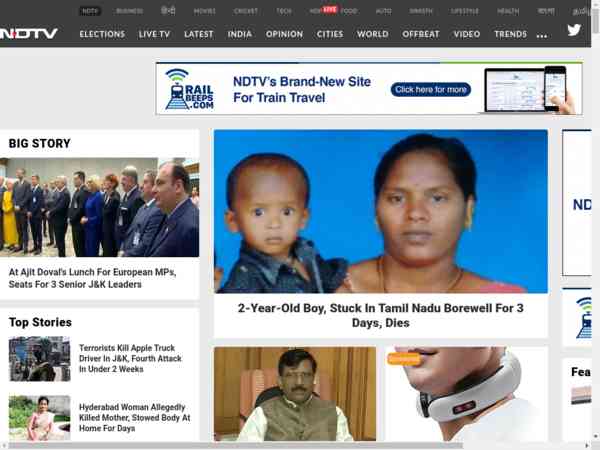 NDTV BUSINESS हिन्दी MOVIES CRICKET TECH HOP LIVE FOOD AUTO SWASTH LIFESTYLE HEALTH বাংলা
NDTV ELECTIONS LIVE TV LATEST INDIA OPINION CITIES WORLD OFFBEAT VIDEO TRENDS ...
RAIL
BEEPS
.COM
NDTV's Brand-New Site
For Train Travel
Click here for more
BIG STORY
At Ajit Doval's Lunch For European MPs,
Seats For 3 Senior J&K Leaders
2-Year-Old Boy, Stuck In Tamil Nadu Borewell For 3
Days, Dies
Top Stories
Terrorists Kill Apple Truck
Driver In J&K, Fourth Attack
In Under 2 Weeks
Hyderabad Woman Allegedly
Killed Mother, Stowed Body At
Home For Days
Sponsored
ND
Fea